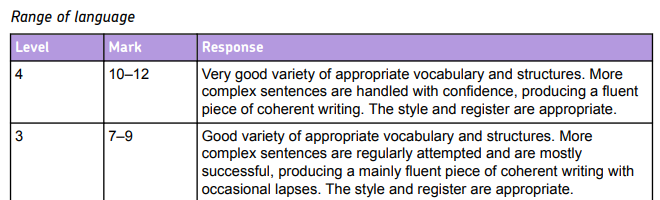 Range of language
Level Mark Response
4 10–12 Very good variety of appropriate vocabulary and structures. More
complex sentences are handled with confidence, producing a fluent
piece of coherent writing. The style and register are appropriate.
3 7–9 Good variety of appropriate vocabulary and structures. More
complex sentences are regularly attempted and are mostly
successful, producing a mainly fluent piece of coherent writing with
occasional lapses. The style and register are appropriate.